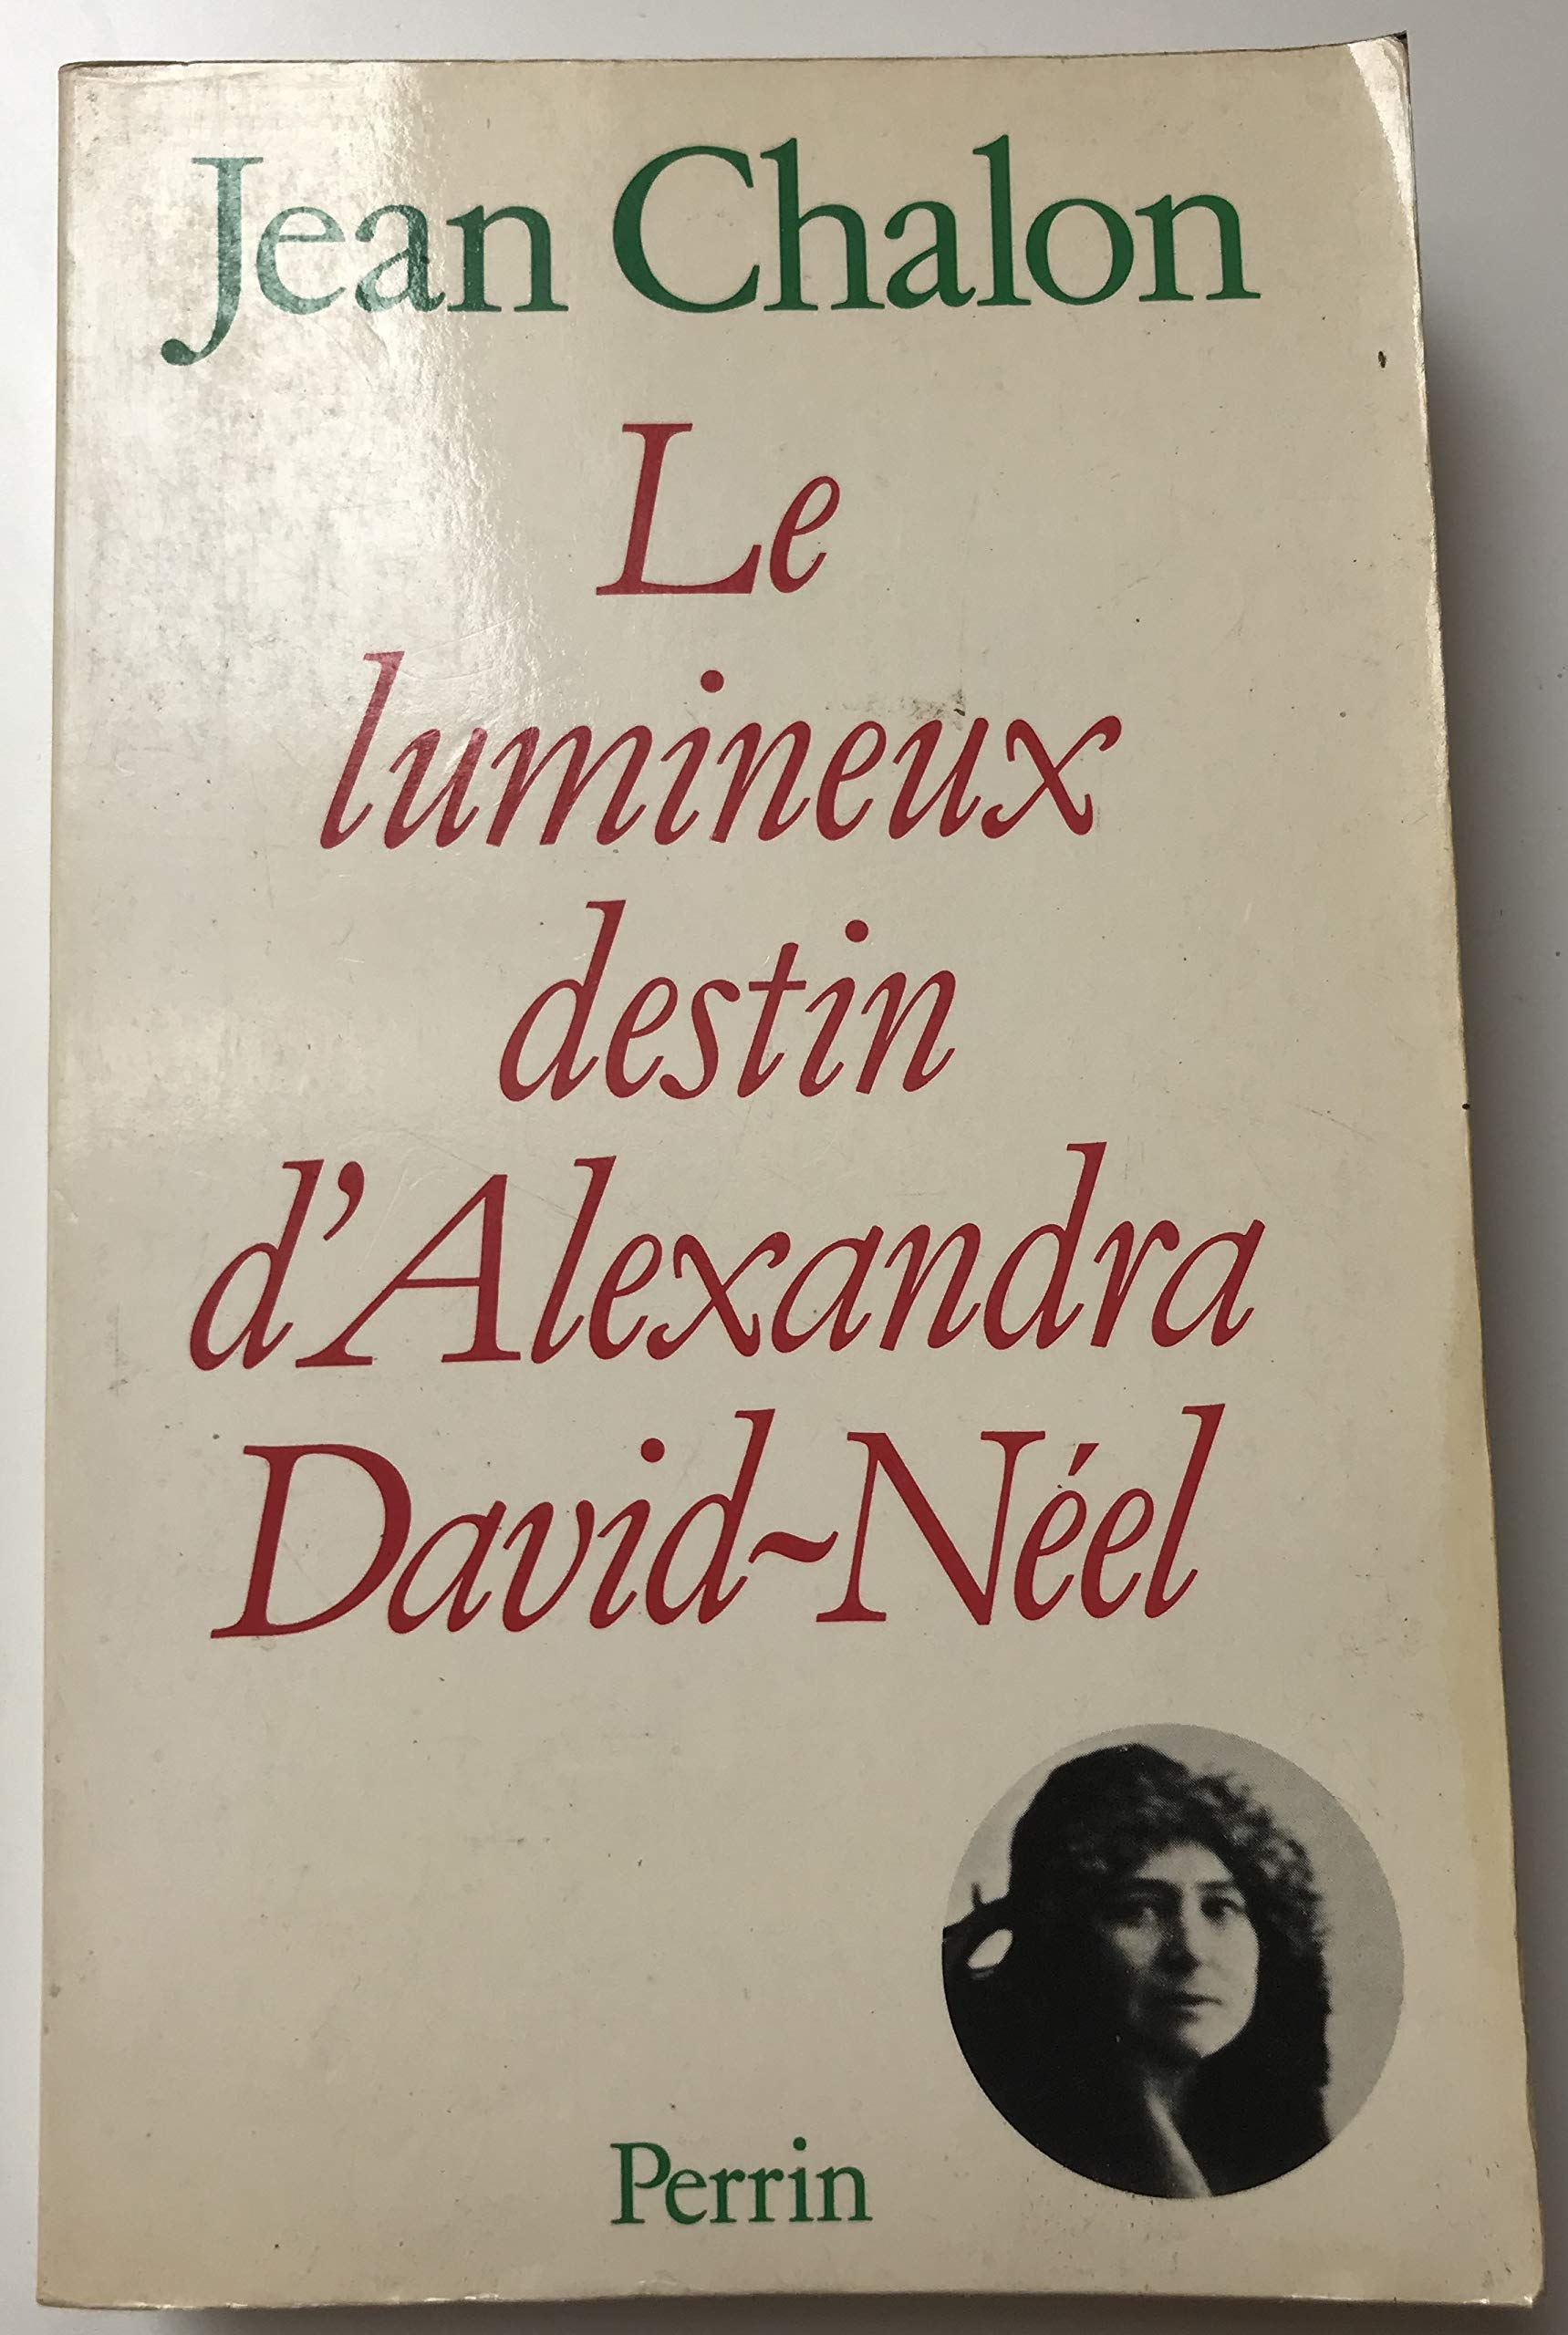 Jean Chalon
Le
lumineux
destin
d'Alexandra
David-Néel
Perrin